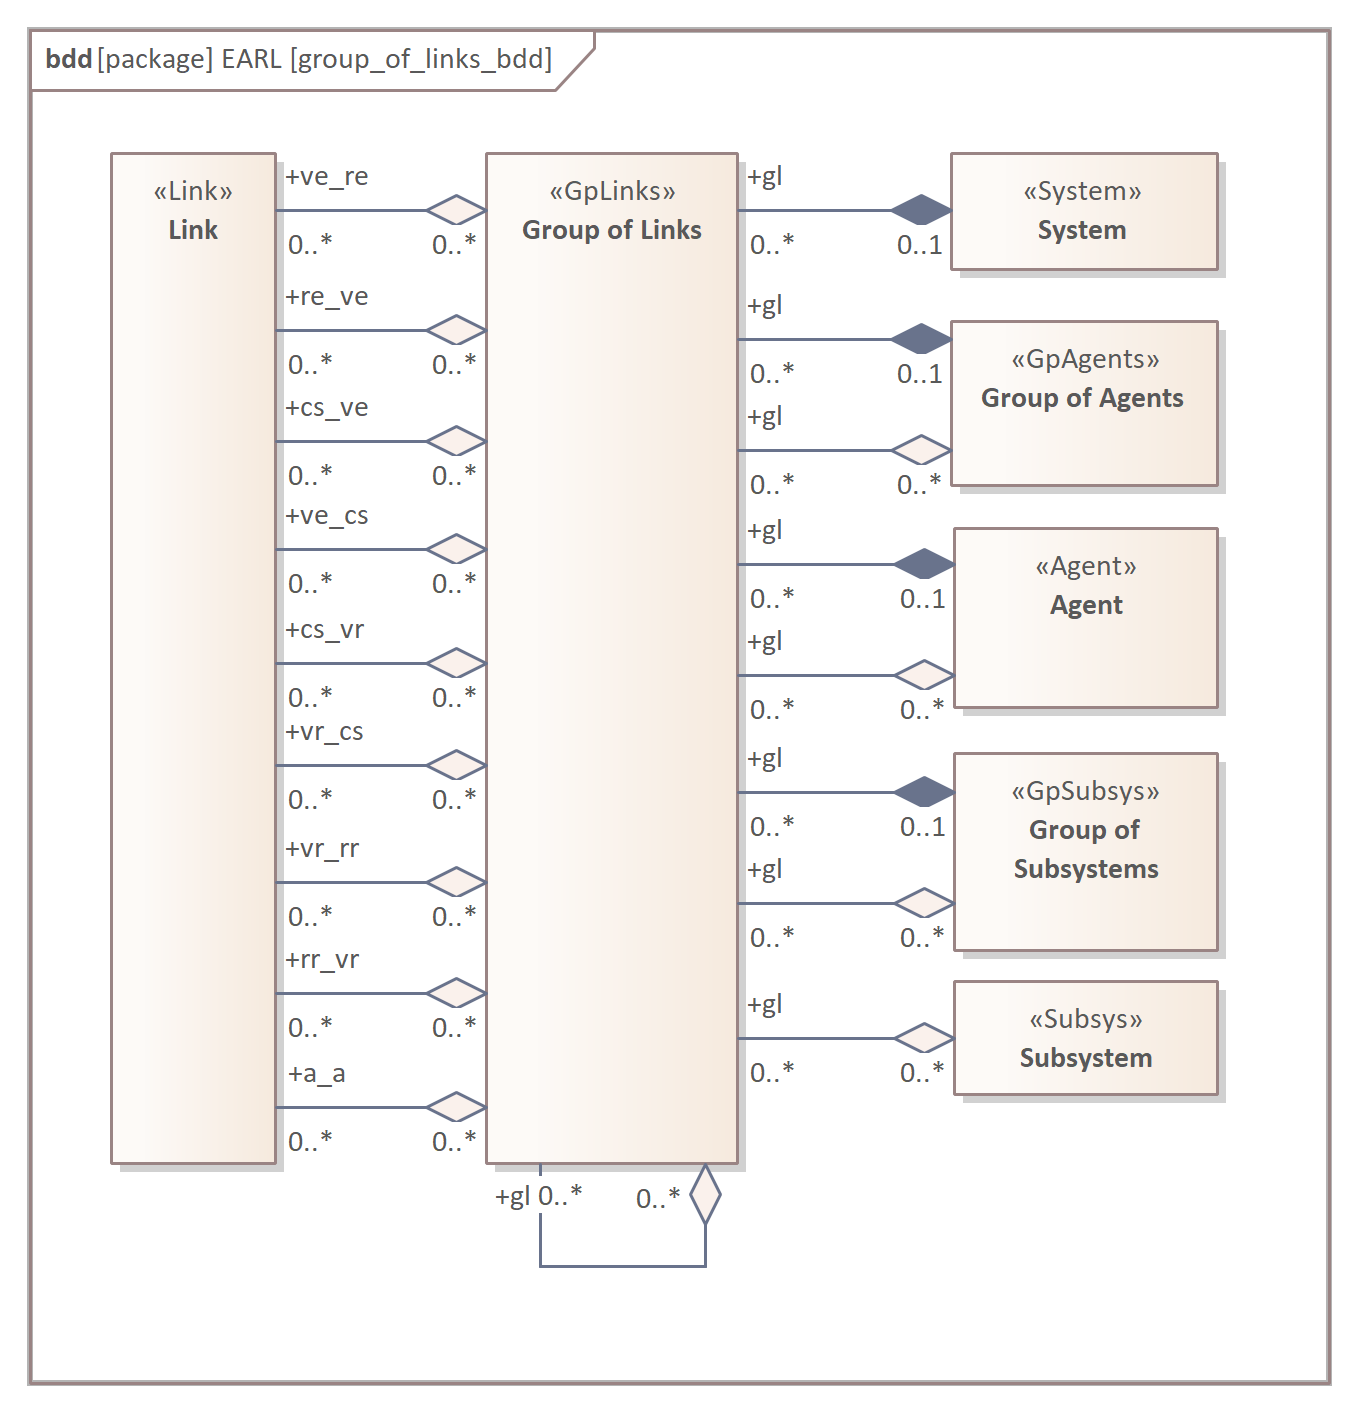 bdd [package] EARL [group_of_links_bdd]
«Link»
Link
+ve_re
0..* 0..*
+re_ve
0..* 0..*
+cs_ve
0..* 0..*
+ve_cs
0..* 0..*
+cs_vr
0..* 0..*
+vr_cs
0..* 0..*
+vr_rr
0..* 0..*
+rr_vr
0..* 0..*
+a_a
0..* 0..*
«GpLinks»
Group of Links
+gl 0..* 0..*
+gl
0..* 0..1
+gl
0..* 0..1
+gl
0..* 0..*
+gl
0..* 0..1
+gl
0..* 0..*
+gl
0..* 0..1
+gl
0..* 0..*
+gl
0..* 0..*
«System»
System
«GpAgents»
Group of Agents
«Agent»
Agent
«GpSubsys»
Group of
Subsystems
«Subsys»
Subsystem